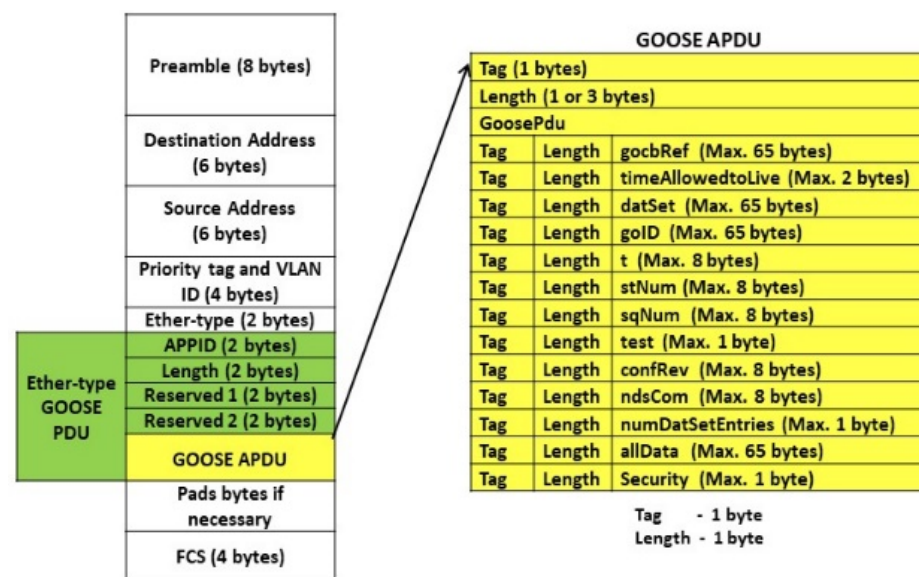 Preamble (8 bytes)
Destination Address
(6 bytes)
Source Address
(6 bytes)
Priority tag and VLAN
ID (4 bytes)
Ether-type (2 bytes)
Ether-type
GOOSE
PDU
APPID (2 bytes)
Length (2 bytes)
Reserved 1 (2 bytes)
Reserved 2 (2 bytes)
GOOSE APDU
Pads bytes if
necessary
FCS (4 bytes)
GOOSE APDU
Tag (1 bytes)
Length (1 or 3 bytes)
GoosePdu
Tag Length gocbRef (Max. 65 bytes)
Tag Length timeAllowedtoLive (Max. 2 bytes)
Tag Length datSet (Max. 65 bytes)
Tag Length goID (Max. 65 bytes)
Tag Length t (Max. 8 bytes)
Tag Length stNum (Max. 8 bytes)
Tag Length sqNum (Max. 8 bytes)
Tag Length test (Max. 1 byte)
Tag Length confRev (Max. 8 bytes)
Tag Length ndsCom (Max. 8 bytes)
Tag Length numDatSetEntries (Max. 1 byte)
Tag Length allData (Max. 65 bytes)
Tag Length Security (Max. 1 byte)
Tag - 1 byte
Length - 1 byte